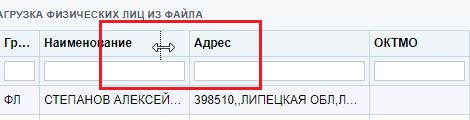 АГРУЗКА ФИЗИЧЕСКИХ ЛИЦ ИЗ ФАЙЛА
Гр... Наименование Адрес ОКТМО
ФЛ СТЕПАНОВ АЛЕКСЕЙ... 398510,,ЛИПЕЦКАЯ ОБЛ,Л...